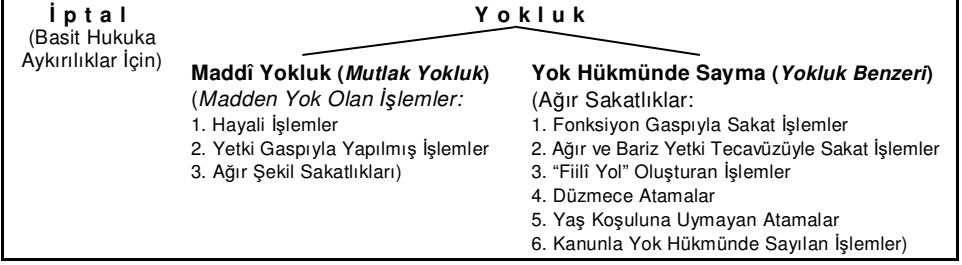 İptal
(Basit Hukuka
Aykırılıklar İçin)
Yokluk
Maddî Yokluk (Mutlak Yokluk)
(Madden Yok Olan İşlemler:
1. Hayali İşlemler
2. Yetki Gaspıyla Yapılmış İşlemler
3. Ağır Şekil Sakatlıkları)
Yok Hükmünde Sayma (Yokluk Benzeri)
(Ağır Sakatlıklar:
1. Fonksiyon Gaspıyla Sakat İşlemler
2. Ağır ve Bariz Yetki Tecavüzüyle Sakat İşlemler
3. “Fiilî Yol” Oluşturan İşlemler
4. Düzmece Atamalar
5. Yaş Koşuluna Uymayan Atamalar
6. Kanunla Yok Hükmünde Sayılan İşlemler)